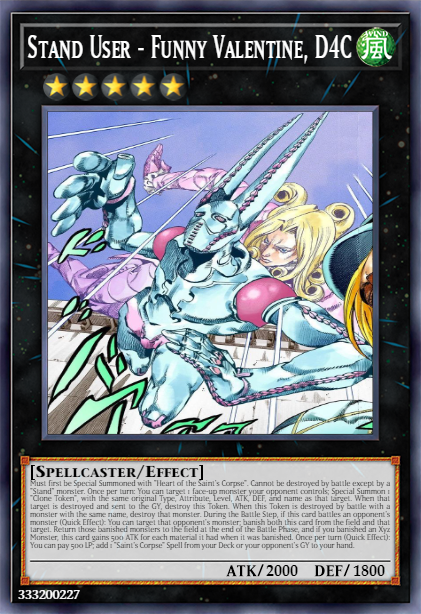 Stand User - Funny Valentine, D4C
WIND
風
[Spellcaster/Effect]
Must first be Special Summoned with "Heart of the Saint's Corpse". Cannot be destroyed by battle except by a
"Stand" monster. Once per turn: You can target 1 face-up monster your opponent controls; Special Summon 1
"Clone Token", with the same original Type, Attribute, Level, ATK, DEF, and name as that target. When that
target is destroyed and sent to the GY, destroy this Token. When this Token is destroyed by battle with a
monster with the same name, destroy that monster. During the Battle Step, if this card battles an opponent's
monster (Quick Effect): You can target that opponent's monster; banish both this card from the field and that
target. Return those banished monsters to the field at the end of the Battle Phase, and if you banished an Xyz
Monster, this card gains 500 ATK for each material it had when it was banished. Once per turn (Quick Effect):
You can pay 500 LP, add 1 "Saint's Corpse" Spell from your Deck or your opponent's GY to your hand.
ATK/2000 DEF/1800
333200227